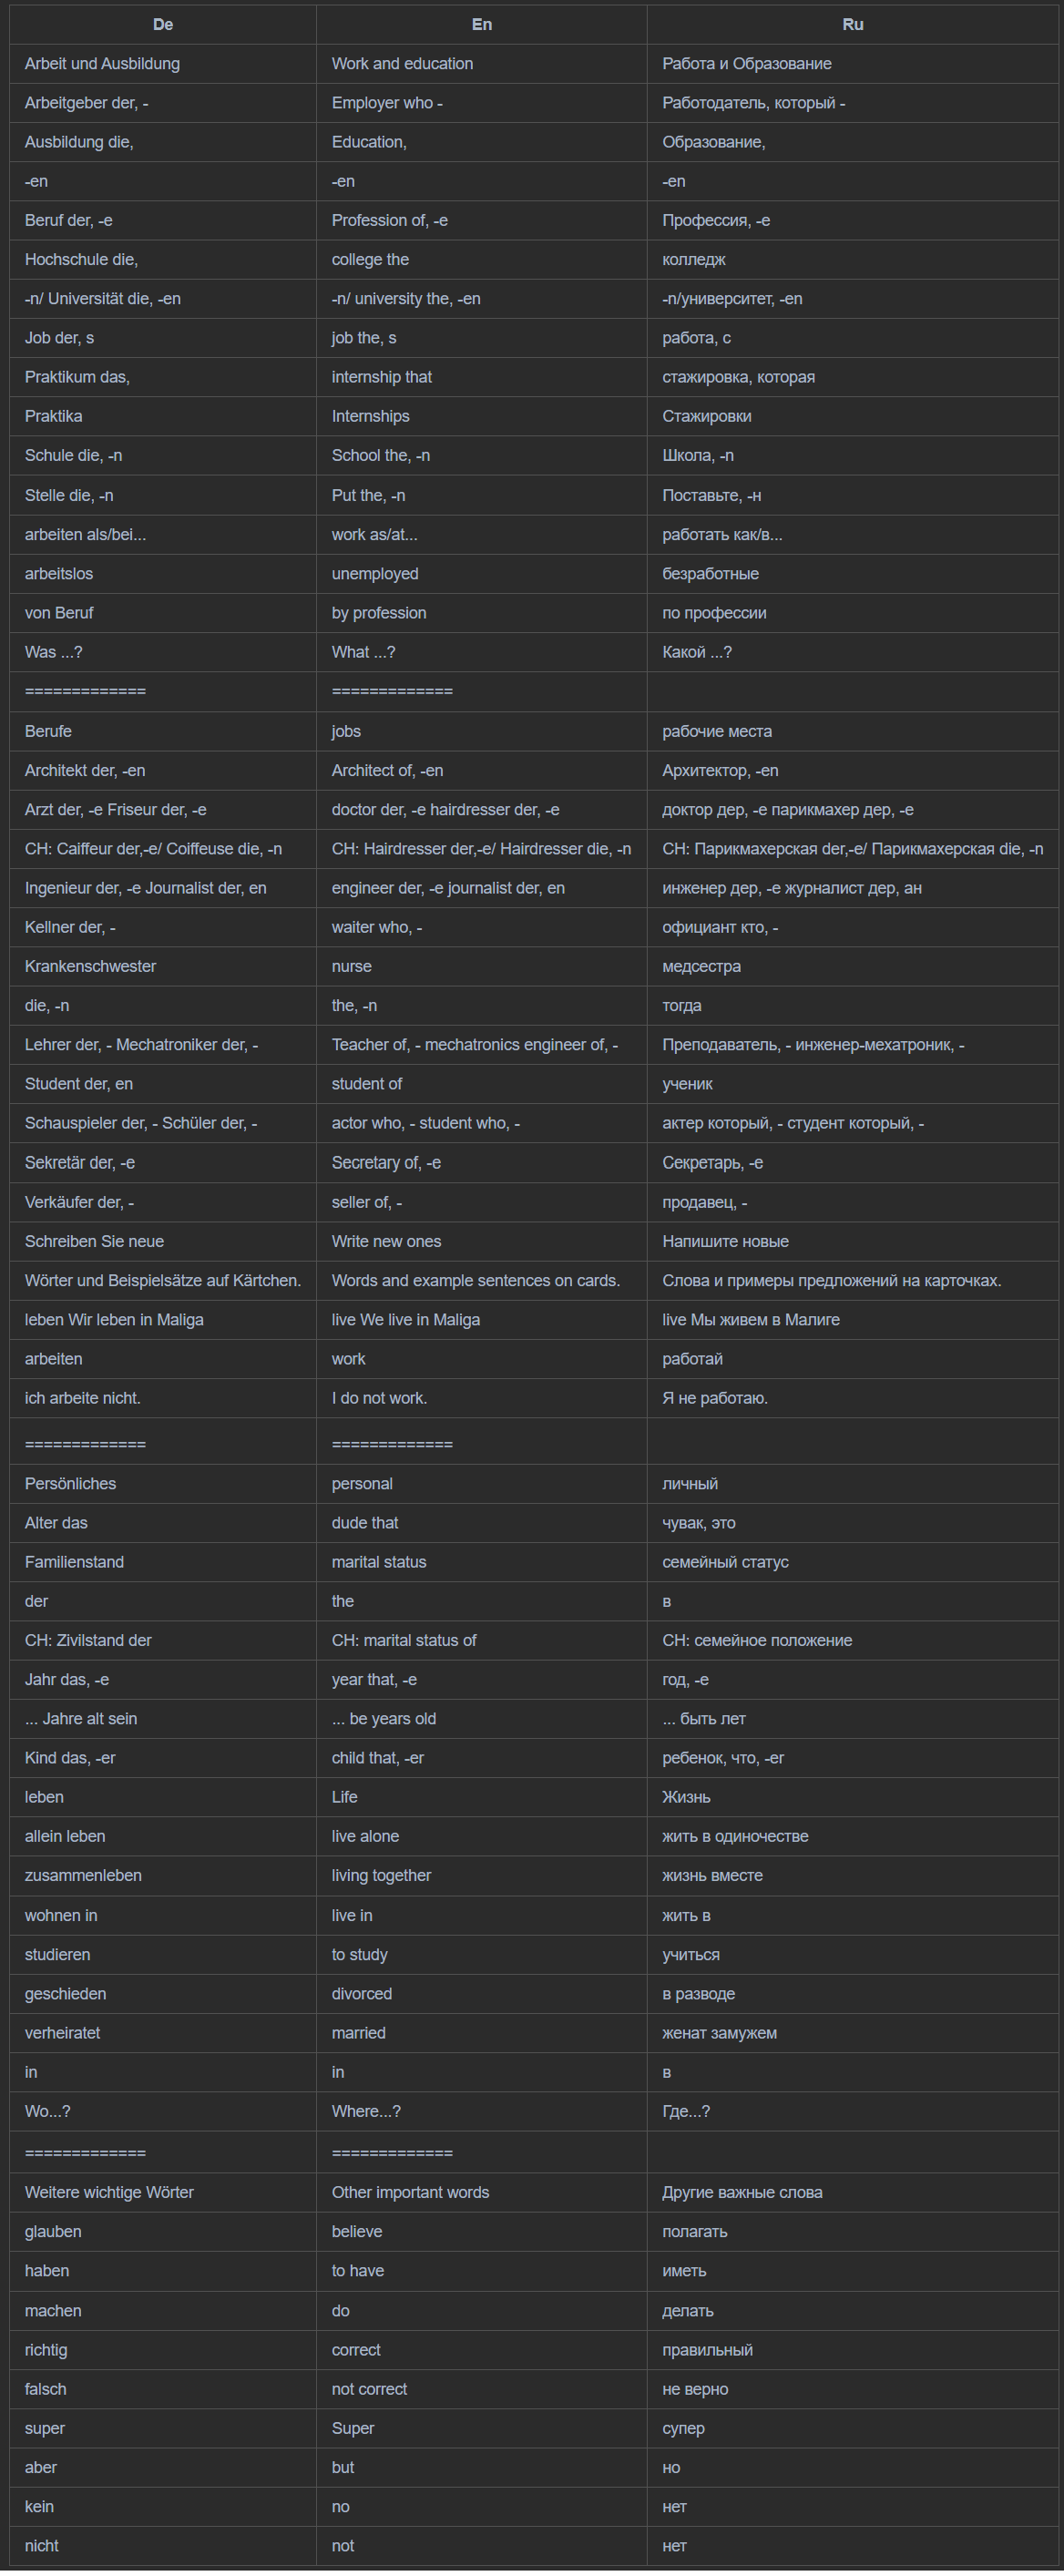 De En Ru
Arbeit und Ausbildung Work and education Работа и Образование
Arbeitgeber der, - Employer who - Работодатель, который -
Ausbildung die, Education, Образование,
-en -en -en
Beruf der, -e Profession of, -e Профессия, -e
Hochschule die, college the колледж
-n/ Universität die, -en -n/ university the, -en -n/университет, -en
Job der, s job the, s работа, с
Praktikum das, internship that стажировка, которая
Praktika Internships Стажировки
Schule die, -n School the, -n Школа, -n
Stelle die, -n Put the, -n Поставьте, -н
arbeiten als/bei... work as/at... работать как/в...
arbeitslos unemployed безработные
von Beruf by profession по профессии
Was ...? What ...? Какой ...?
============= =============
Berufe jobs рабочие места
Architekt der, -en Architect of, -en Архитектор, -en
Arzt der, -e Friseur der, -e doctor der, -e hairdresser der, -e доктор дер, -е парикмахер дер, -е
CH: Caiffeur der,-e/ Coiffeuse die, -n CH: Hairdresser der,-e/ Hairdresser die, -n CH: Парикмахерская der,-e/ Парикмахерская die, -n
Ingenieur der, -e Journalist der, en engineer der, -e journalist der, en инженер дер, -е журналист дер, ан
Kellner der, - waiter who, - официант кто, -
Krankenschwester nurse медсестра
die, -n the, -n тогда
Lehrer der, - Mechatroniker der, - Teacher of, - mechatronics engineer of, - Преподаватель, - инженер-мехатроник, -
Student der, en student of ученик
Schauspieler der, - Schüler der, - actor who, - student who, - актер который, - студент который, -
Sekretär der, -e Secretary of, -e Секретарь, -e
Verkäufer der, - seller of, - продавец, -
Schreiben Sie neue Write new ones Напишите новые
Wörter und Beispielsätze auf Kärtchen. Words and example sentences on cards. Слова и примеры предложений на карточках.
leben Wir leben in Maliga live We live in Maliga live Мы живем в Малиге
arbeiten work работай
ich arbeite nicht. I do not work. Я не работаю.
============= =============
Persönliches personal личный
Alter das dude that чувак, это
Familienstand marital status семейный статус
der the в
CH: Zivilstand der CH: marital status of CH: семейное положение
Jahr das, -e year that, -e год, -e
... Jahre alt sein ... be years old ... быть лет
Kind das, -er child that, -er ребенок, что, -er
leben Life Жизнь
allein leben live alone жить в одиночестве
zusammenleben living together жизнь вместе
wohnen in live in жить в
studieren to study учиться
geschieden divorced в разводе
verheiratet married женат замужем
in in в
Wo...? Where...? Где...?
============= =============
Weitere wichtige Wörter Other important words Другие важные слова
glauben believe полагать
haben to have иметь
machen do делать
richtig correct правильный
falsch not correct не верно
super Super супер
aber but но
kein no нет
nicht not нет